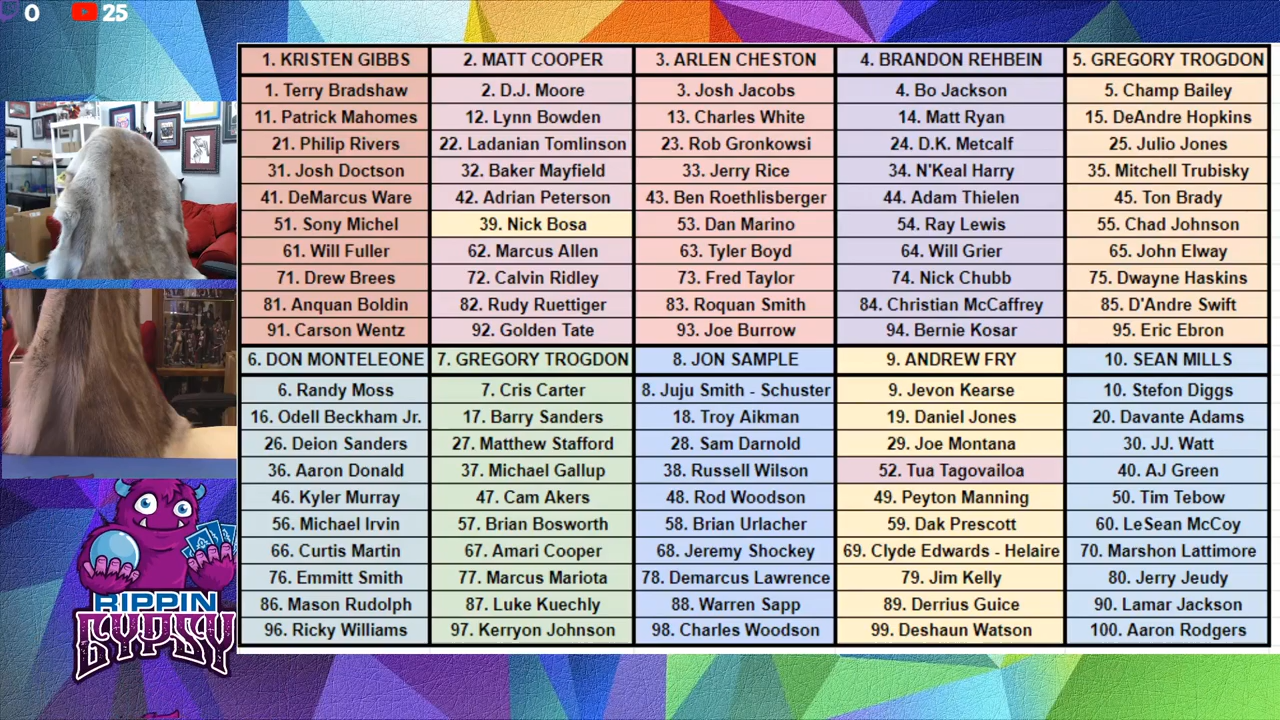 0 25
1. KRISTEN GIBBS 2. MATT COOPER 3. ARLEN CHESTON 4. BRANDON REHBEIN 5. GREGORY TROGDON
1. Terry Bradshaw 2. D.J. Moore 3. Josh Jacobs 4. Bo Jackson 5. Champ Bailey
11. Patrick Mahomes 12. Lynn Bowden 13. Charles White 14. Matt Ryan 15. DeAndre Hopkins
21. Philip Rivers 22. Ladanian Tomlinson 23. Rob Gronkowsi 24. D.K. Metcalf 25. Julio Jones
31. Josh Doctson 32. Baker Mayfield 33. Jerry Rice 34. N'Keal Harry 35. Mitchell Trubisky
41. DeMarcus Ware 42. Adrian Peterson 43. Ben Roethlisberger 44. Adam Thielen 45. Ton Brady
51. Sony Michel 39. Nick Bosa 53. Dan Marino 54. Ray Lewis 55. Chad Johnson
61. Will Fuller 62. Marcus Allen 63. Tyler Boyd 64. Will Grier 65. John Elway
71. Drew Brees 72. Calvin Ridley 73. Fred Taylor 74. Nick Chubb 75. Dwayne Haskins
81. Anquan Boldin 82. Rudy Ruettiger 83. Roquan Smith 84. Christian McCaffrey 85. D'Andre Swift
91. Carson Wentz 92. Golden Tate 93. Joe Burrow 94. Bernie Kosar 95. Eric Ebron
6. DON MONTELEONE 7. GREGORY TROGDON 8. JON SAMPLE 9. ANDREW FRY 10. SEAN MILLS
6. Randy Moss 7. Cris Carter 8. Juju Smith - Schuster 9. Jevon Kearse 10. Stefon Diggs
16. Odell Beckham Jr. 17. Barry Sanders 18. Troy Aikman 19. Daniel Jones 20. Davante Adams
26. Deion Sanders 27. Matthew Stafford 28. Sam Darnold 29. Joe Montana 30. JJ. Watt
36. Aaron Donald 37. Michael Gallup 38. Russell Wilson 52. Tua Tagovailoa 40. AJ Green
46. Kyler Murray 47. Cam Akers 48. Rod Woodson 49. Peyton Manning 50. Tim Tebow
56. Michael Irvin 57. Brian Bosworth 58. Brian Urlacher 59. Dak Prescott 60. LeSean McCoy
66. Curtis Martin 67. Amari Cooper 68. Jeremy Shockey 69. Clyde Edwards - Helaire 70. Marshon Lattimore
76. Emmitt Smith 77. Marcus Mariota 78. Demarcus Lawrence 79. Jim Kelly 80. Jerry Jeudy
86. Mason Rudolph 87. Luke Kuechly 88. Warren Sapp 89. Derrius Guice 90. Lamar Jackson
96. Ricky Williams 97. Kerryon Johnson 98. Charles Woodson 99. Deshaun Watson 100. Aaron Rodgers
RIPPIN
GYPSY